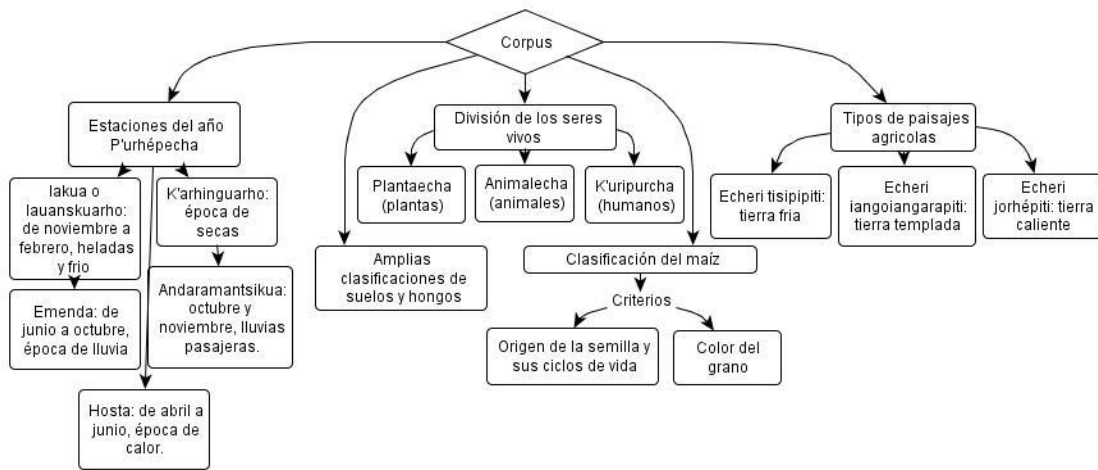 Corpus
Estaciones del año
P'urhépecha
Iakua o
Iauanskuarho:
de noviembre a
febrero, heladas
y frio
K'arhinguarho:
época de
secas
Emenda: de
junio a octubre,
época de lluvia
Andaramantsikua:
octubre y
noviembre, lluvias
pasajeras.
Hosta: de abril a
junio, época de
calor.
Amplias
clasificaciones de
suelos y hongos
División de los seres
vivos
Plantaecha
(plantas)
Animalecha
(animales)
K'uripurcha
(humanos)
Clasificación del maíz
Criterios
Origen de la semilla y
sus ciclos de vida
Color del
grano
Tipos de paisajes
agricolas
Echeri tisipipiti:
tierra fria
Echeri
iangoiangarapiti:
tierra templada
Echeri
jorhépiti: tierra
caliente